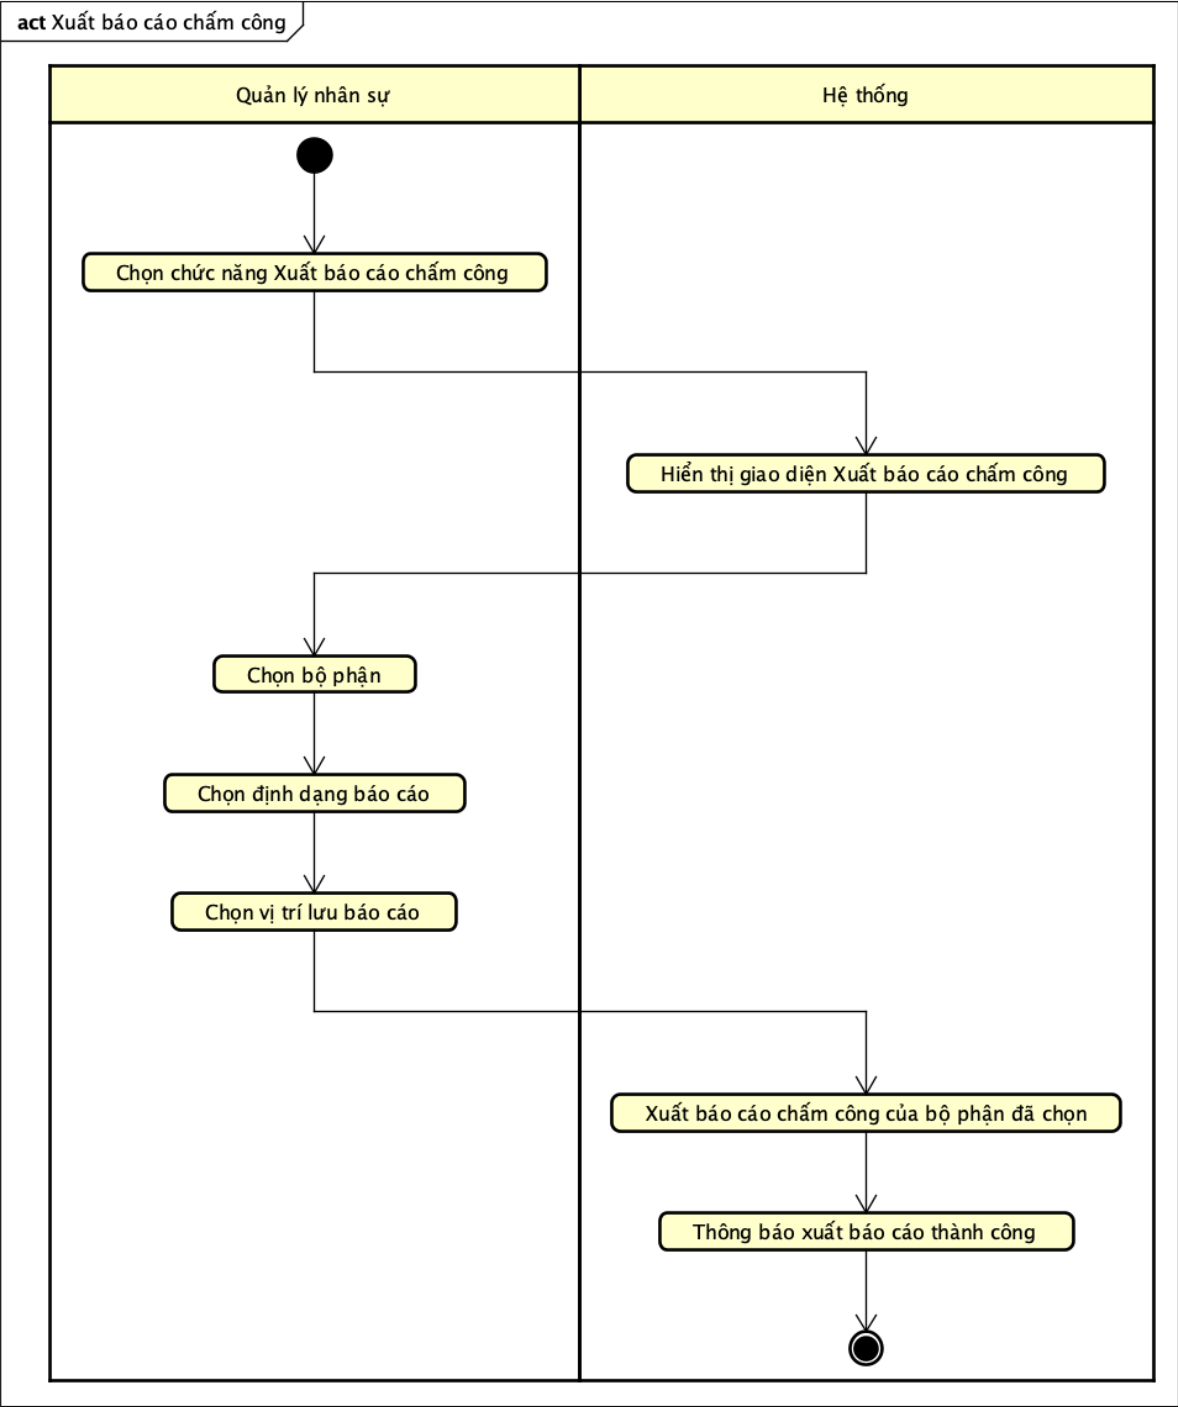 act Xuất báo cáo chấm công
Quản lý nhân sự
Hệ thống
Chọn chức năng Xuất báo cáo chấm công
Hiển thị giao diện Xuất báo cáo chấm công
Chọn bộ phận
Chọn định dạng báo cáo
Chọn vị trí lưu báo cáo
Xuất báo cáo chấm công của bộ phận đã chọn
Thông báo xuất báo cáo thành công